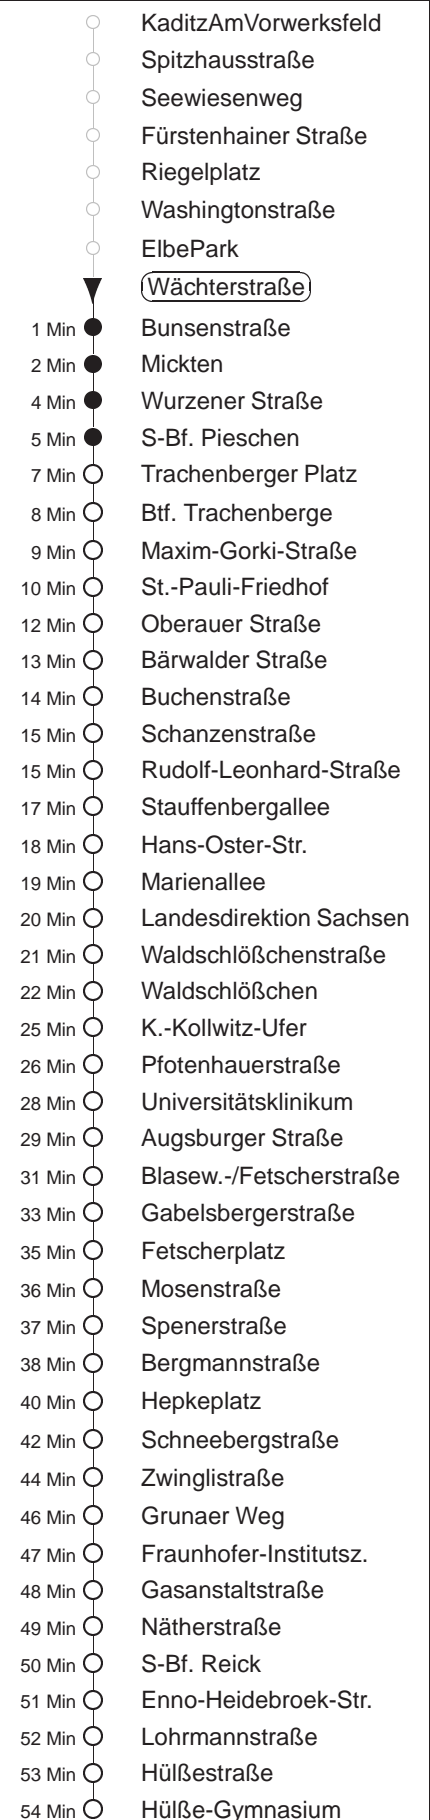 KaditzAmVorwerksfeld
Spitzhausstraße
Seewiesenweg
Fürstenhainer Straße
Riegelplatz
Washingtonstraße
ElbePark
Wächterstraße
1 Min Bunsenstraße
2 Min Mickten
4 Min Wurzener Straße
5 Min S-Bf. Pieschen
7 Min Trachenberger Platz
8 Min Btf. Trachenberge
9 Min Maxim-Gorki-Straße
10 Min St.-Pauli-Friedhof
12 Min Oberauer Straße
13 Min Bärwalder Straße
14 Min Buchenstraße
15 Min Schanzenstraße
15 Min Rudolf-Leonhard-Straße
17 Min Stauffenbergallee
18 Min Hans-Oster-Str.
19 Min Marienallee
20 Min Landesdirektion Sachsen
21 Min Waldschlößchenstraße
22 Min Waldschlößchen
25 Min K.-Kollwitz-Ufer
26 Min Pfotenhauerstraße
28 Min Universitätsklinikum
29 Min Augsburger Straße
31 Min Blasew.-/Fetscherstraße
33 Min Gabelsbergerstraße
35 Min Fetscherplatz
36 Min Mosenstraße
37 Min Spenerstraße
38 Min Bergmannstraße
40 Min Hepkeplatz
42 Min Schneebergstraße
44 Min Zwinglistraße
46 Min Grunaer Weg
47 Min Fraunhofer-Institutsz.
48 Min Gasanstaltstraße
49 Min Nätherstraße
50 Min S-Bf. Reick
51 Min Enno-Heidebroek-Str.
52 Min Lohrmannstraße
53 Min Hülßestraße
54 Min Hülße-Gymnasium